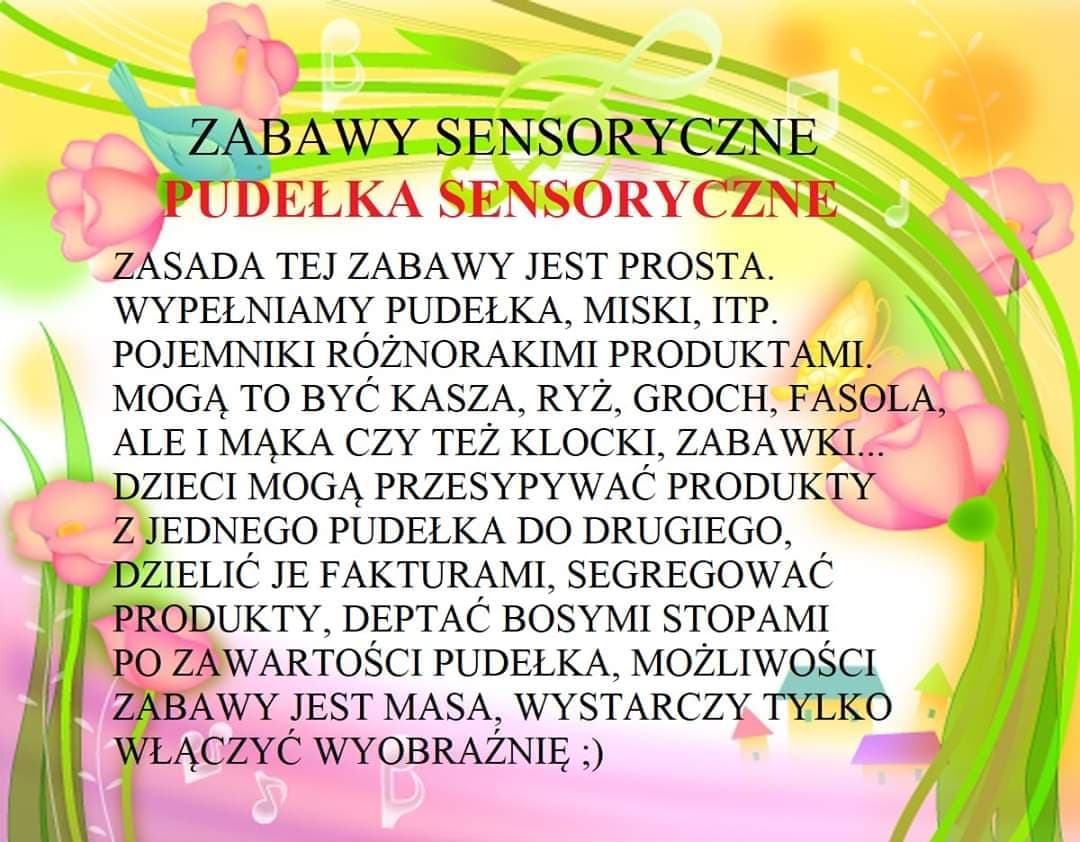 ZABAWY SENSORYCZNE
PUDEŁKA SENSORYCZNE
ZASADA TEJ ZABAWY JEST PROSTA.
WYPEŁNIAMY PUDEŁKA, MISKI, ITP.
POJEMNIKI RÓŻNORAKIMI PRODUKTAMI.
MOGĄ TO BYĆ KASZA, RYŻ, GROCH, FASOLA,
ALE I MĄKA CZY TEŻ KLOCKI, ZABAWKI...
DZIECI MOGĄ PRZESYPYWAĆ PRODUKTY
Z JEDNEGO PUDEŁKA DO DRUGIEGO,
DZIELIĆ JE FAKTURAMI, SEGREGOWAĆ
PRODUKTY, DEPTAĆ BOSYMI STOPAMI
PO ZAWARTOŚCI PUDEŁKA, MOŻLIWOŚCI
ZABAWY JEST MASA, WYSTARCZY TYLKO
WŁĄCZYĆ WYOBRAŹNIĘ ;)